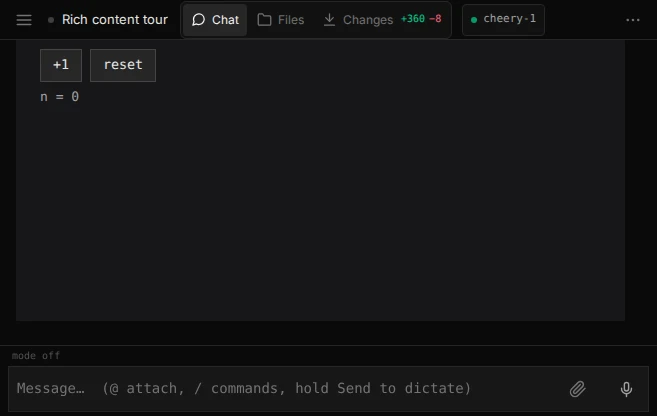 Rich content tour
Chat
Files
Changes +360 −8
cheery-1
+1
reset
n = 0
mode off
Message… (@ attach, / commands, hold Send to dictate)